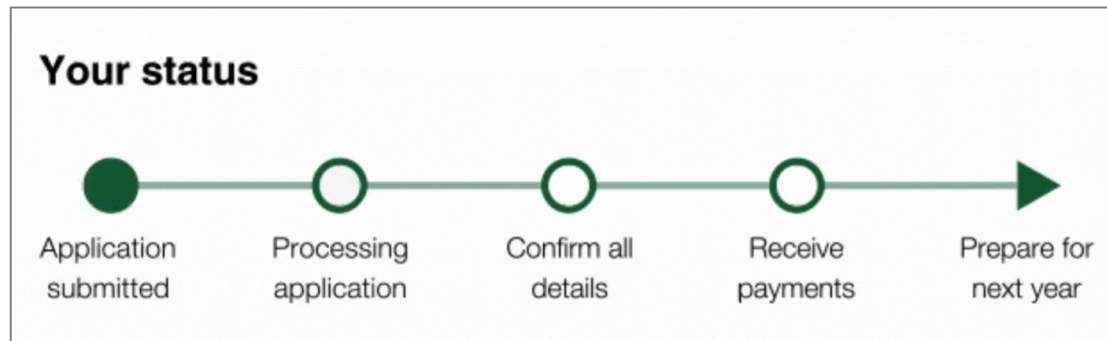 Your status
Application
submitted
Processing
application
Confirm all
details
Receive
payments
Prepare for
next year